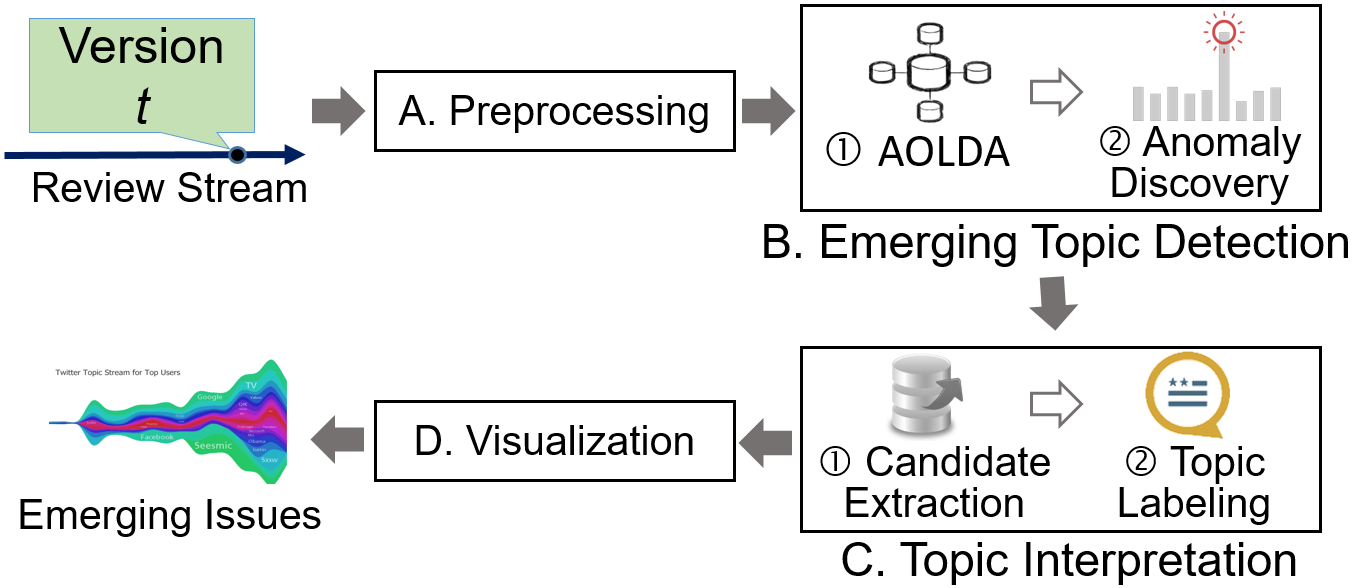 Version
t
Review Stream
A. Preprocessing
① AOLDA
② Anomaly
Discovery
B. Emerging Topic Detection
① Candidate
Extraction
② Topic
Labeling
C. Topic Interpretation
D. Visualization
Twitter Topic Stream for Top Users
TV
Google
Facebook
Seesmic
Emerging Issues